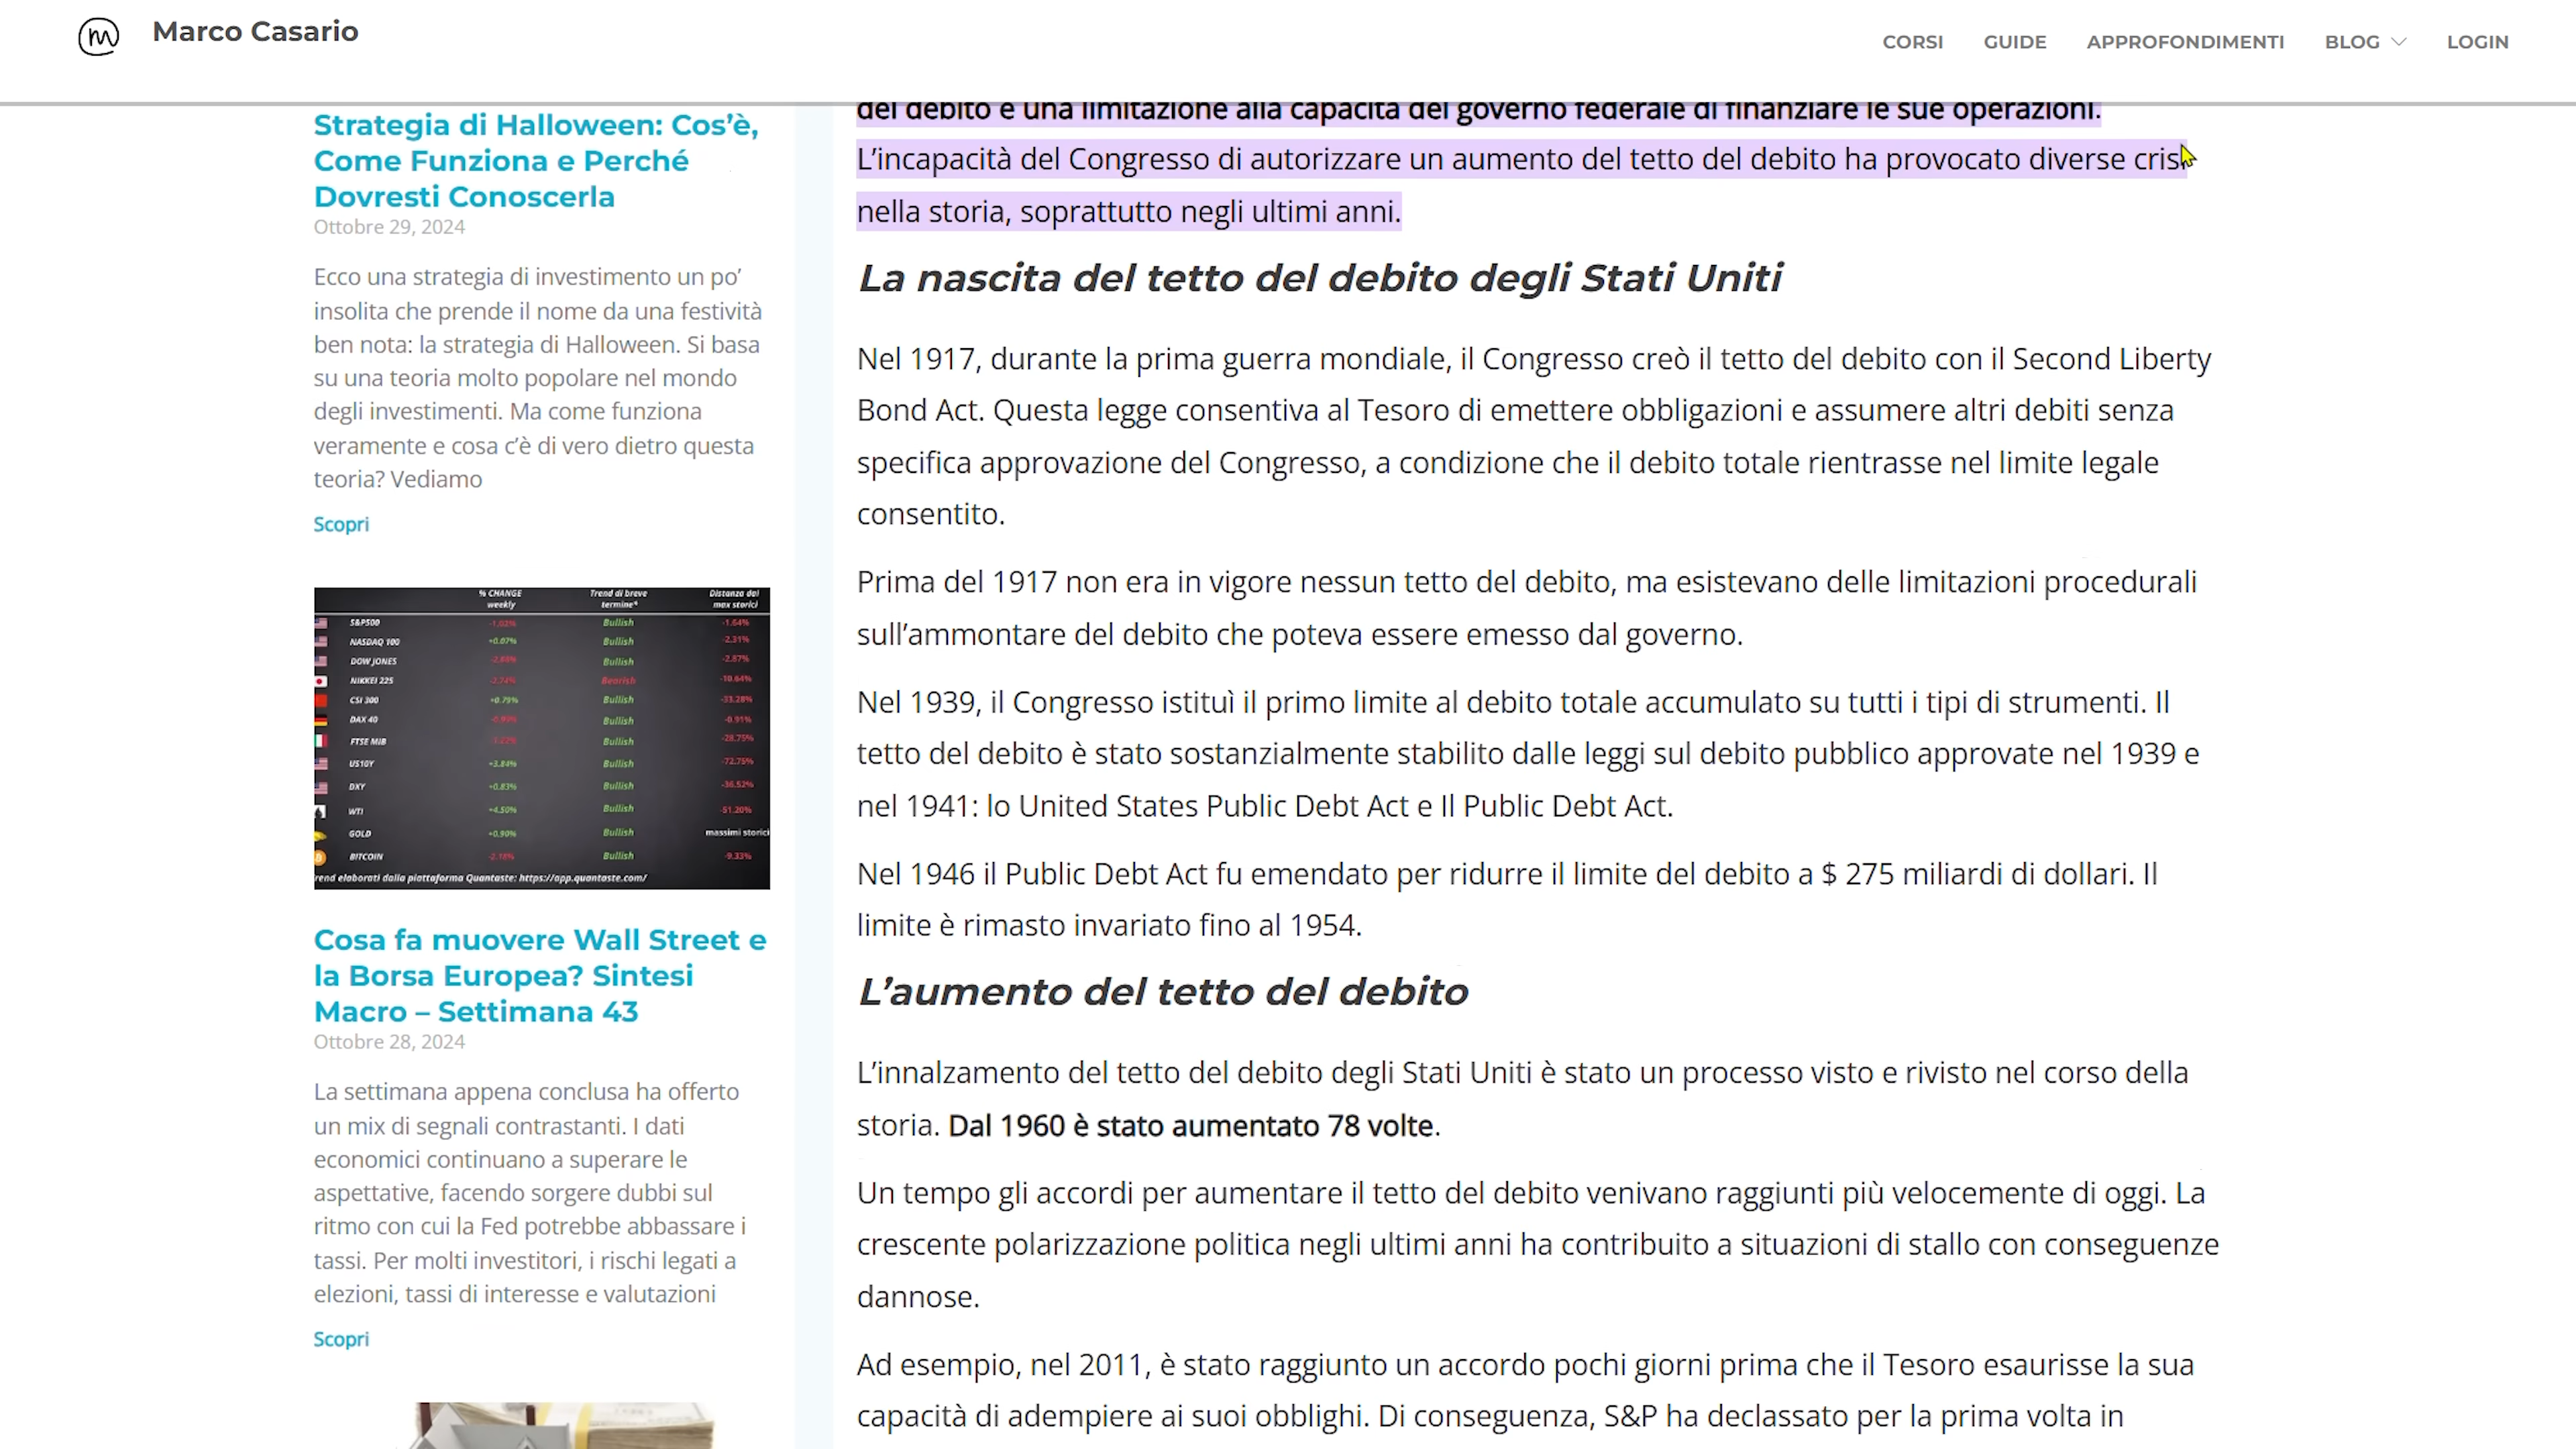 Marco Casario
CORSI
GUIDE
APPROFONDIMENTI
BLOG
LOGIN
Strategia di Halloween: Cos’è,
Come Funziona e Perché
Dovresti Conoscerla
Ottobre 29, 2024
Ecco una strategia di investimento un po’
insolita che prende il nome da una festività
ben nota: la strategia di Halloween. Si basa
su una teoria molto popolare nel mondo
degli investimenti. Ma come funziona
veramente e cosa c’è di vero dietro questa
teoria? Vediamo
Scopri
% CHANGE Trend di breve Distanza dai
weekly termine* max storici
S&P500 -1.03% Bullish -1.64%
NASDAQ 100 +0.07% Bullish -2.31%
DOW JONES Bullish -2.87%
NIKKEI 225 Bearish -10.64%
CSI 300 +0.79% Bullish -33.28%
DAX 40 Bullish -0.91%
FTSE MIB Bullish -28.75%
US10Y +3.84% Bullish -72.75%
DXY +0.83% Bullish -36.52%
WTI +4.50% Bullish -51.20%
GOLD +0.90% Bullish massimi storici
BITCOIN -2.18% Bullish -9.33%
rend elaborati dalla piattaforma Quantaste: https://app.quantaste.com/
Cosa fa muovere Wall Street e
la Borsa Europea? Sintesi
Macro – Settimana 43
Ottobre 28, 2024
La settimana appena conclusa ha offerto
un mix di segnali contrastanti. I dati
economici continuano a superare le
aspettative, facendo sorgere dubbi sul
ritmo con cui la Fed potrebbe abbassare i
tassi. Per molti investitori, i rischi legati a
elezioni, tassi di interesse e valutazioni
Scopri
del debito è una limitazione alla capacità del governo federale di finanziare le sue operazioni.
L’incapacità del Congresso di autorizzare un aumento del tetto del debito ha provocato diverse crisi
nella storia, soprattutto negli ultimi anni.
La nascita del tetto del debito degli Stati Uniti
Nel 1917, durante la prima guerra mondiale, il Congresso creò il tetto del debito con il Second Liberty
Bond Act. Questa legge consentiva al Tesoro di emettere obbligazioni e assumere altri debiti senza
specifica approvazione del Congresso, a condizione che il debito totale rientrasse nel limite legale
consentito.
Prima del 1917 non era in vigore nessun tetto del debito, ma esistevano delle limitazioni procedurali
sull’ammontare del debito che poteva essere emesso dal governo.
Nel 1939, il Congresso istituì il primo limite al debito totale accumulato su tutti i tipi di strumenti. Il
tetto del debito è stato sostanzialmente stabilito dalle leggi sul debito pubblico approvate nel 1939 e
nel 1941: lo United States Public Debt Act e Il Public Debt Act.
Nel 1946 il Public Debt Act fu emendato per ridurre il limite del debito a $ 275 miliardi di dollari. Il
limite è rimasto invariato fino al 1954.
L’aumento del tetto del debito
L’innalzamento del tetto del debito degli Stati Uniti è stato un processo visto e rivisto nel corso della
storia. Dal 1960 è stato aumentato 78 volte.
Un tempo gli accordi per aumentare il tetto del debito venivano raggiunti più velocemente di oggi. La
crescente polarizzazione politica negli ultimi anni ha contribuito a situazioni di stallo con conseguenze
dannose.
Ad esempio, nel 2011, è stato raggiunto un accordo pochi giorni prima che il Tesoro esaurisse la sua
capacità di adempiere ai suoi obblighi. Di conseguenza, S&P ha declassato per la prima volta in